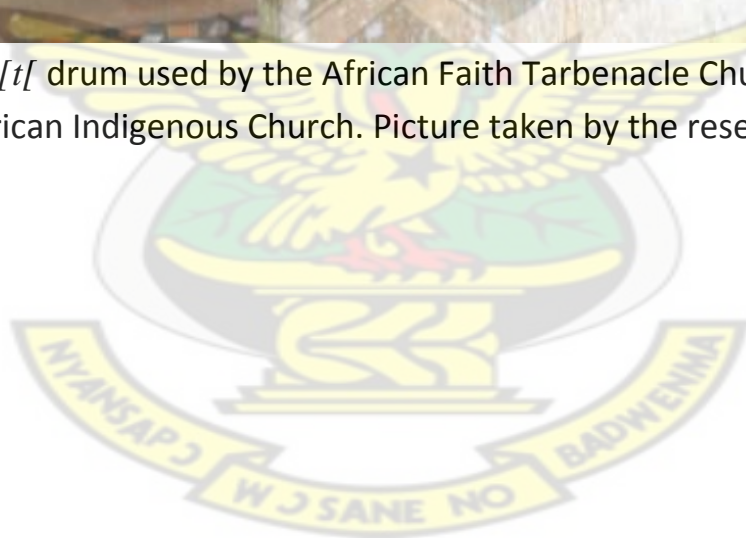 [t[ drum used by the African Faith Tarbenacle Chu
rican Indigenous Church. Picture taken by the rese
NYANSAPƆ
WƆSANE NO
BADWENMA